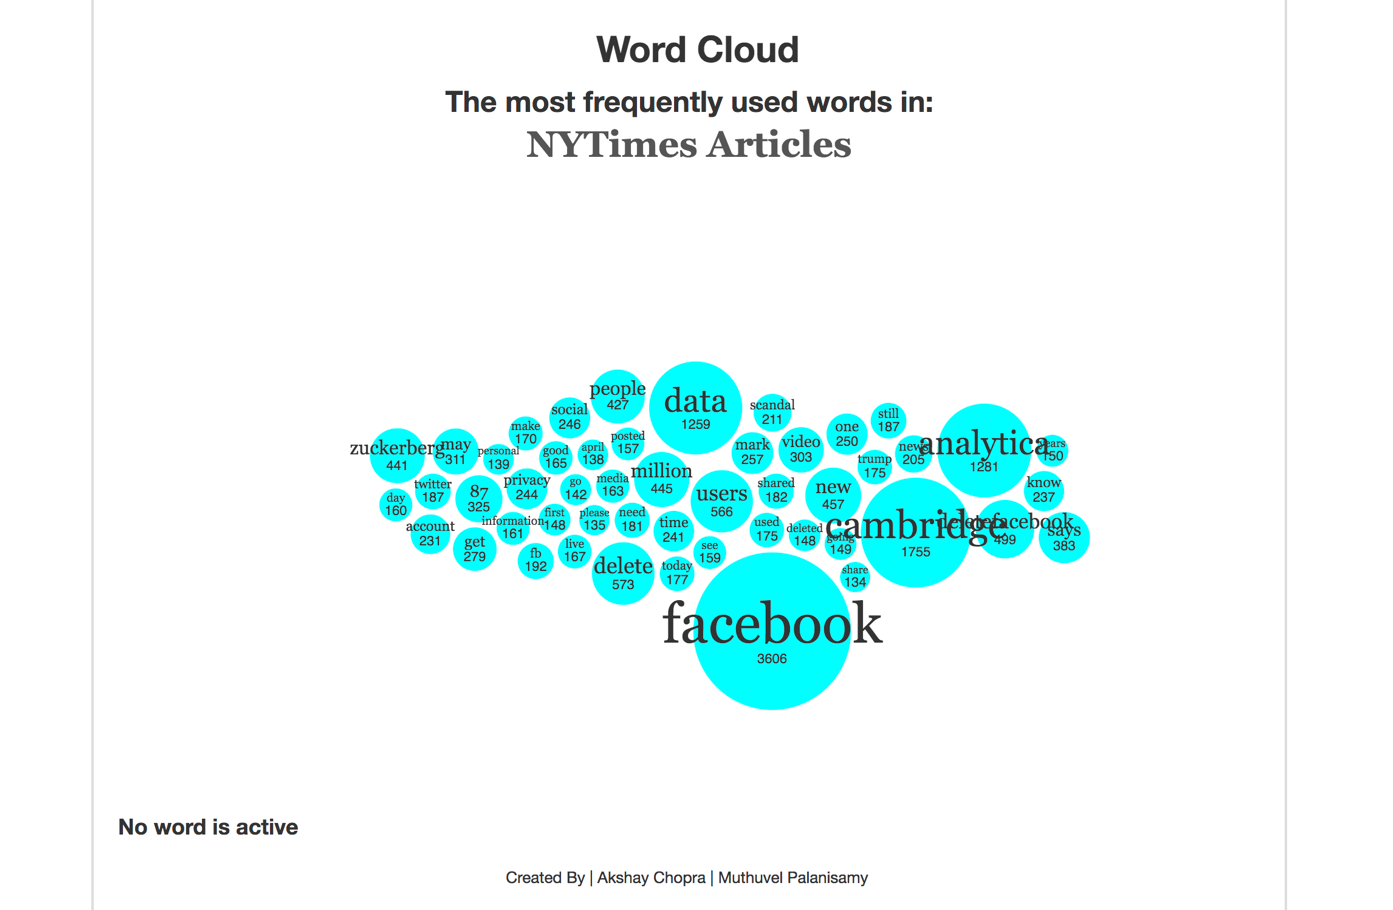 Word Cloud
The most frequently used words in:
NYTimes Articles
people
427
data
1259
scandal
211
social
246
still
187
one
250
make
170
posted
157
mark
257
video
303
analytica
1281
zuckerberg
441
may
311
personal
139
good
165
april
138
news
205
years
150
trump
175
million
445
twitter
187
87
325
privacy
244
go
142
media
163
users
566
shared
182
new
457
know
237
day
160
account
231
information
161
first
148
please
135
need
181
time
241
used
175
deleted
148
going
149
cambridge
1755
deletefacebook
499
says
383
get
279
fb
192
live
167
see
159
delete
573
today
177
share
134
facebook
3606
No word is active
Created By | Akshay Chopra | Muthuvel Palanisamy